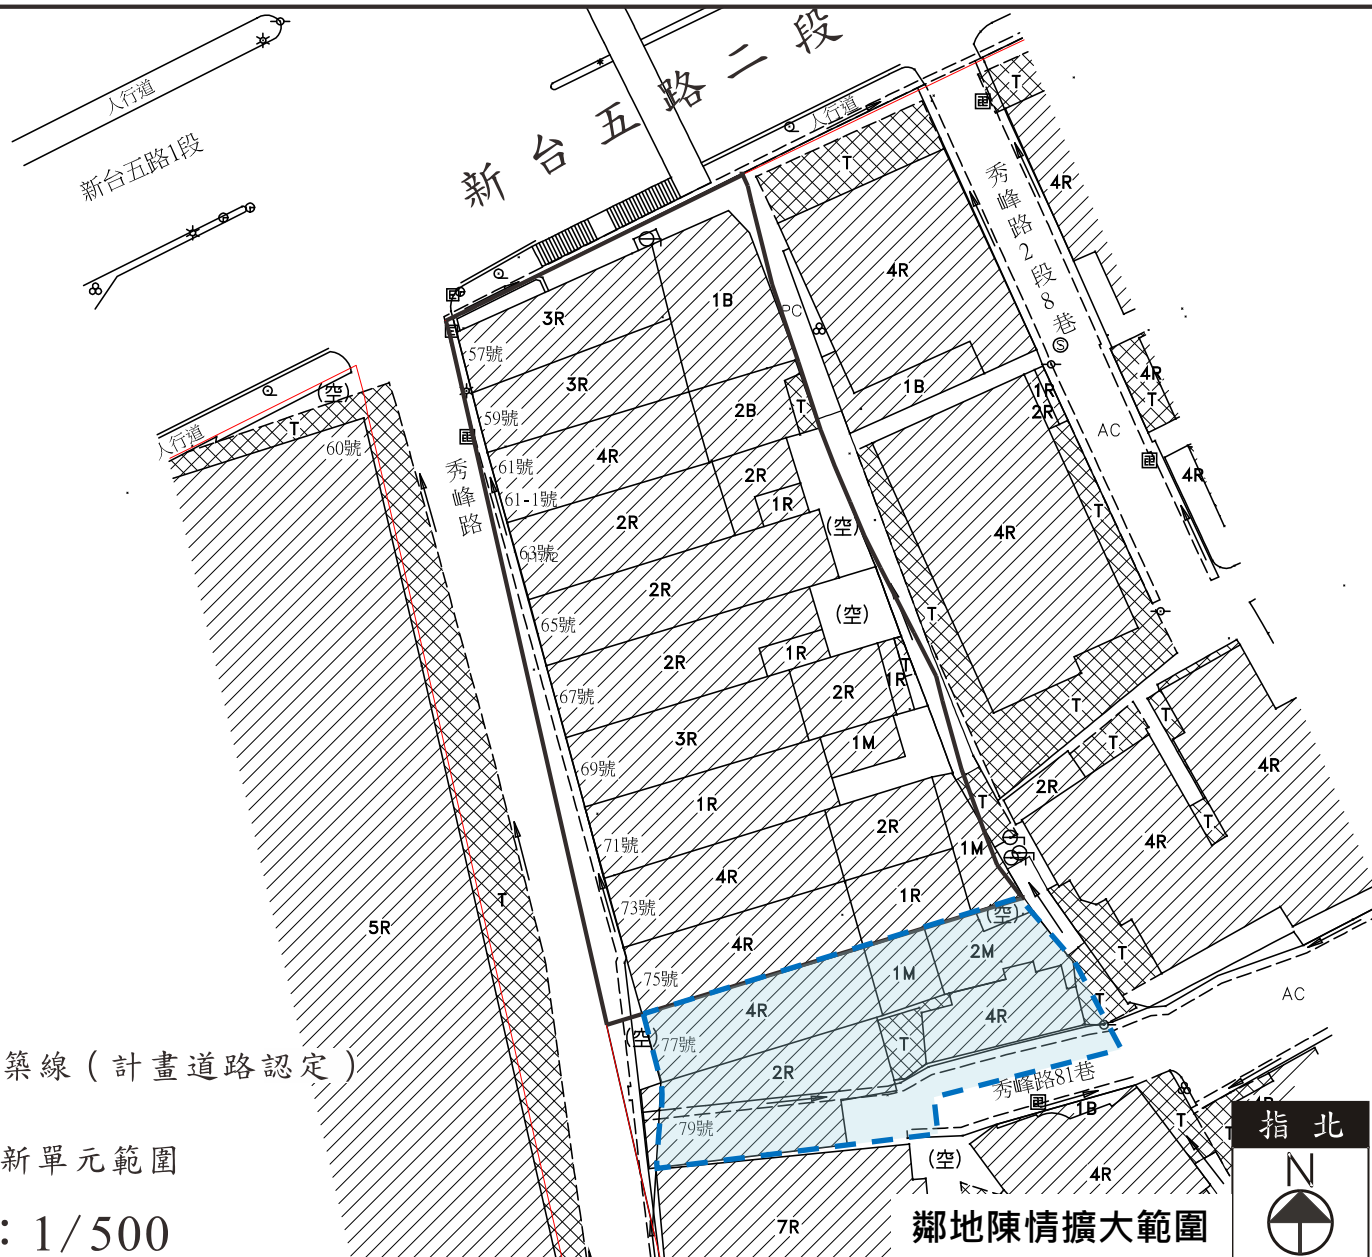 新台五路二段
人行道
新台五路1段
人行道
T
T
4R
秀峰路2段8巷
4R
1B
PC
3R
57號
3R
59號
2B
T
1B
1R
2R
4R
T
AC
4R
人行道
(空)
T
60號
秀峰路
61號
61-1號
4R
2R
1R
2R
63號
(空)
4R
T
2R
65號
(空)
T
1R
2R
67號
2R
T
1R
3R
1M
69號
T
T
T
4R
2R
T
1R
71號
2R
1M
T
4R
4R
73號
1R
(空)
5R
T
4R
75號
1M
2M
T
4R
4R
T
AC
(空)
77號
T
2R
秀峰路81巷
79號
1B
T
(空)
4R
7R
築線（計畫道路認定）
新單元範圍
：1/500
鄰地陳情擴大範圍
指北
N